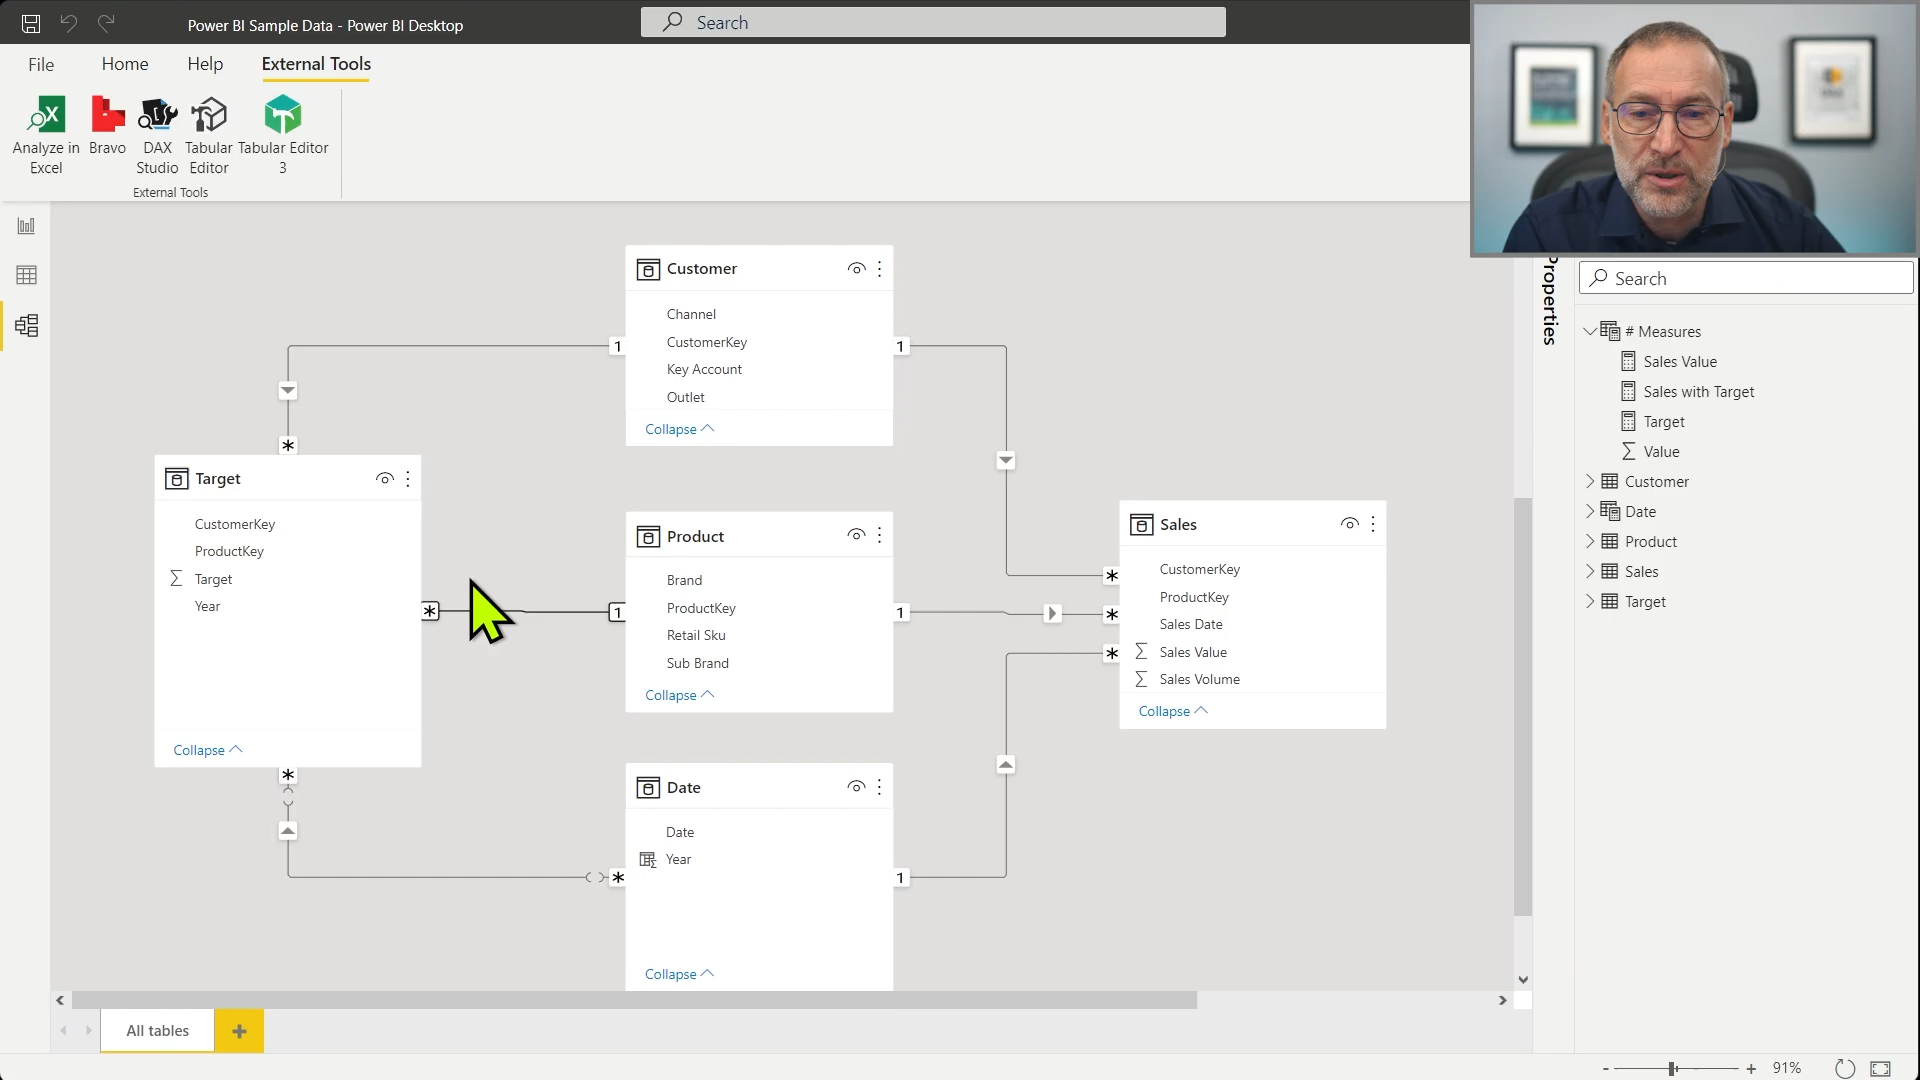 Power BI Sample Data - Power BI Desktop
Search
File
Home
Help
External Tools
Analyze in
Excel
Bravo
DAX
Studio
Tabular
Editor
Tabular Editor
3
External Tools
Customer
Channel
CustomerKey
Key Account
Outlet
Collapse
1
1
*
Target
CustomerKey
ProductKey
Σ Target
Year
Collapse
*
*
Product
Brand
ProductKey
Retail Sku
Sub Brand
Collapse
1
1
Sales
CustomerKey
ProductKey
Sales Date
Σ Sales Value
Σ Sales Volume
Collapse
*
*
*
Date
Date
Year
Collapse
*
1
All tables
+
Properties
Search
# Measures
Sales Value
Sales with Target
Target
Σ Value
Customer
Date
Product
Sales
Target
- + 91%